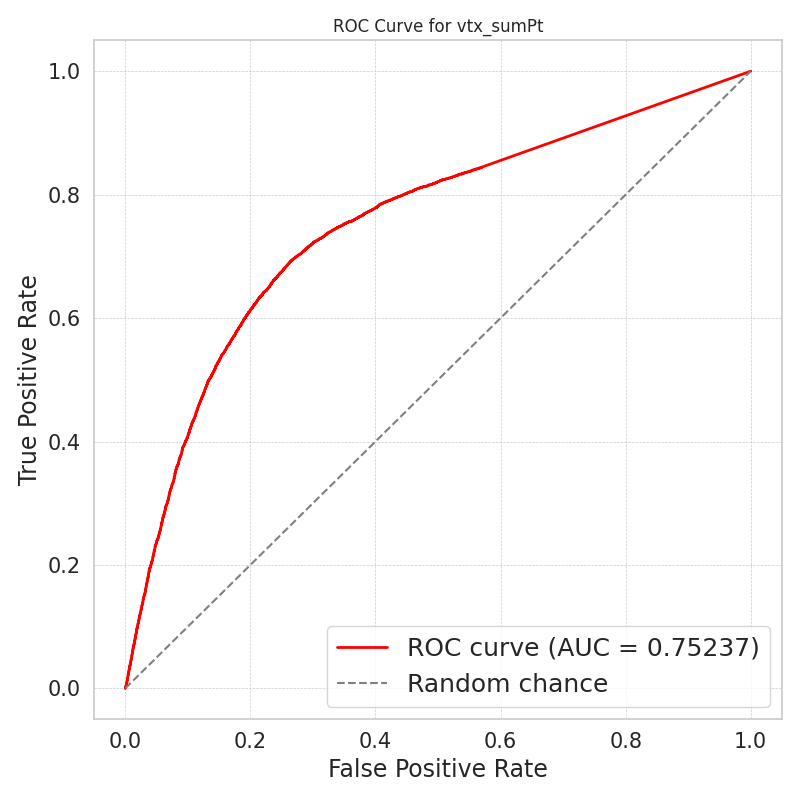 ROC Curve for vtx_sumPt
True Positive Rate
1.0
0.8
0.6
0.4
0.2
0.0
ROC curve (AUC = 0.75237)
Random chance
0.0 0.2 0.4 0.6 0.8 1.0
False Positive Rate